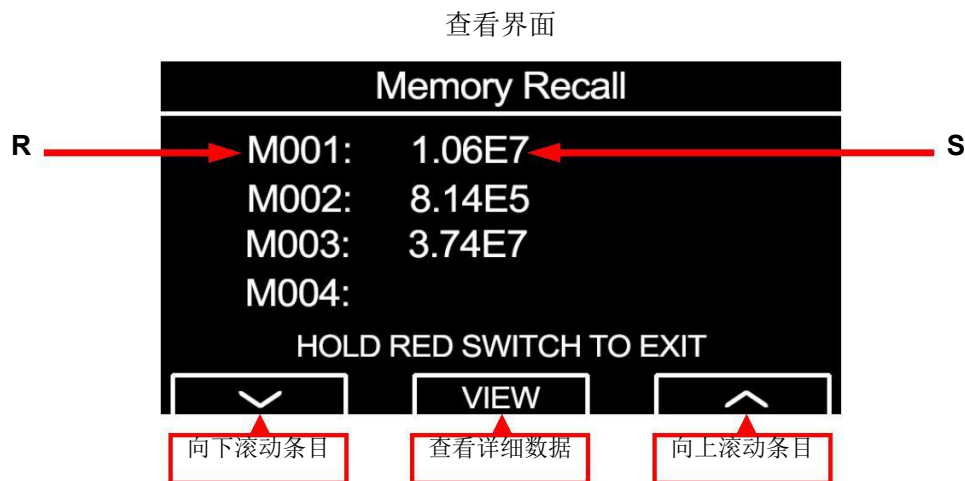 查看界面
Memory Recall
R M001: 1.06E7 S
M002: 8.14E5
M003: 3.74E7
M004:
HOLD RED SWITCH TO EXIT
VIEW
向下滚动条目 查看详细数据 向上滚动条目